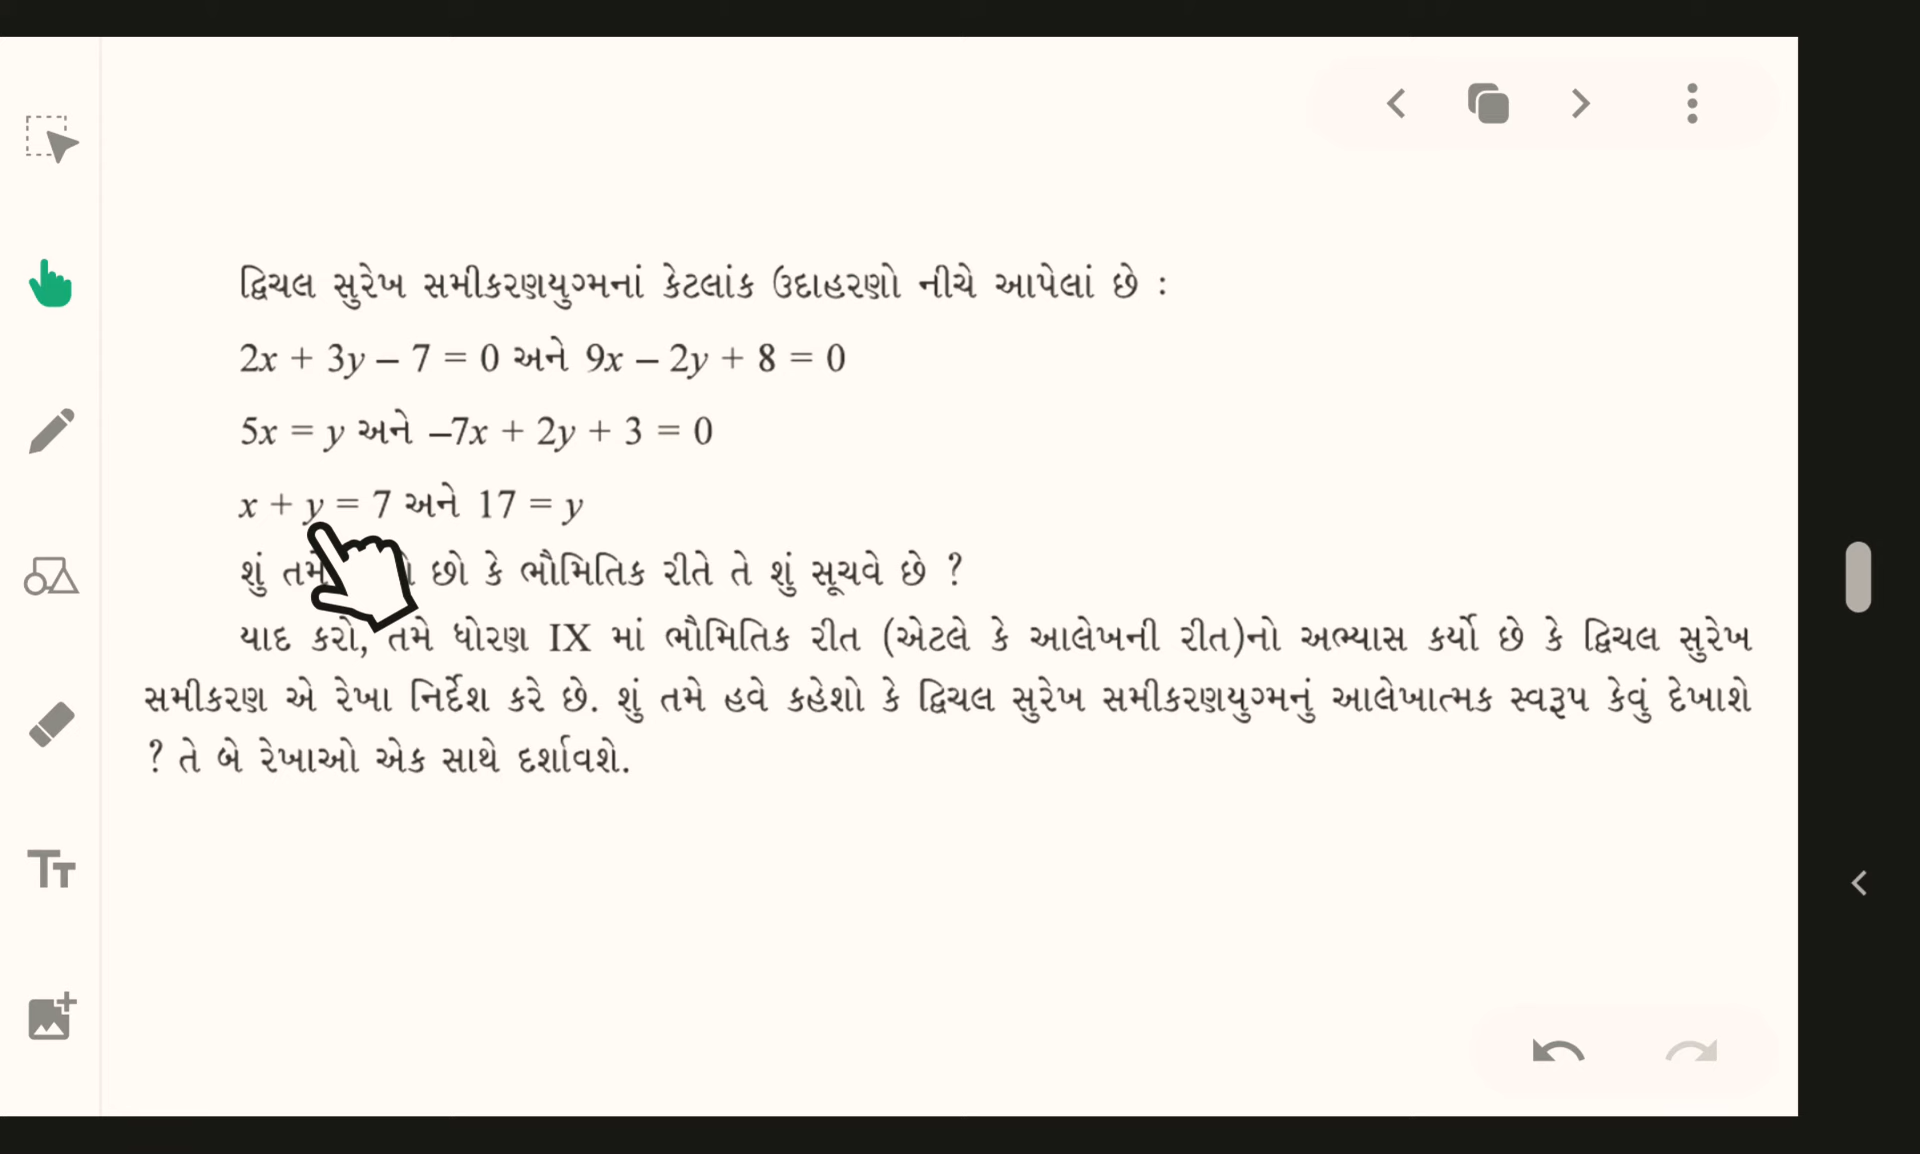 દ્વિચલ સુરેખ સમીકરણયુગ્મનાં કેટલાંક ઉદાહરણો નીચે આપેલાં છે :
2x + 3y – 7 = 0 અને 9x – 2y + 8 = 0
5x = y અને –7x + 2y + 3 = 0
x + y = 7 અને 17 = y
શું તમે છો કે ભૌમિતિક રીતે તે શું સૂચવે છે ?
યાદ કરો, તમે ધોરણ IX માં ભૌમિતિક રીત (એટલે કે આલેખની રીત)નો અભ્યાસ કર્યો છે કે દ્વિચલ સુરેખ
સમીકરણ એ રેખા નિર્દેશ કરે છે. શું તમે હવે કહેશો કે દ્વિચલ સુરેખ સમીકરણયુગ્મનું આલેખાત્મક સ્વરૂપ કેવું દેખાશે
? તે બે રેખાઓ એક સાથે દર્શાવશે.
Tт